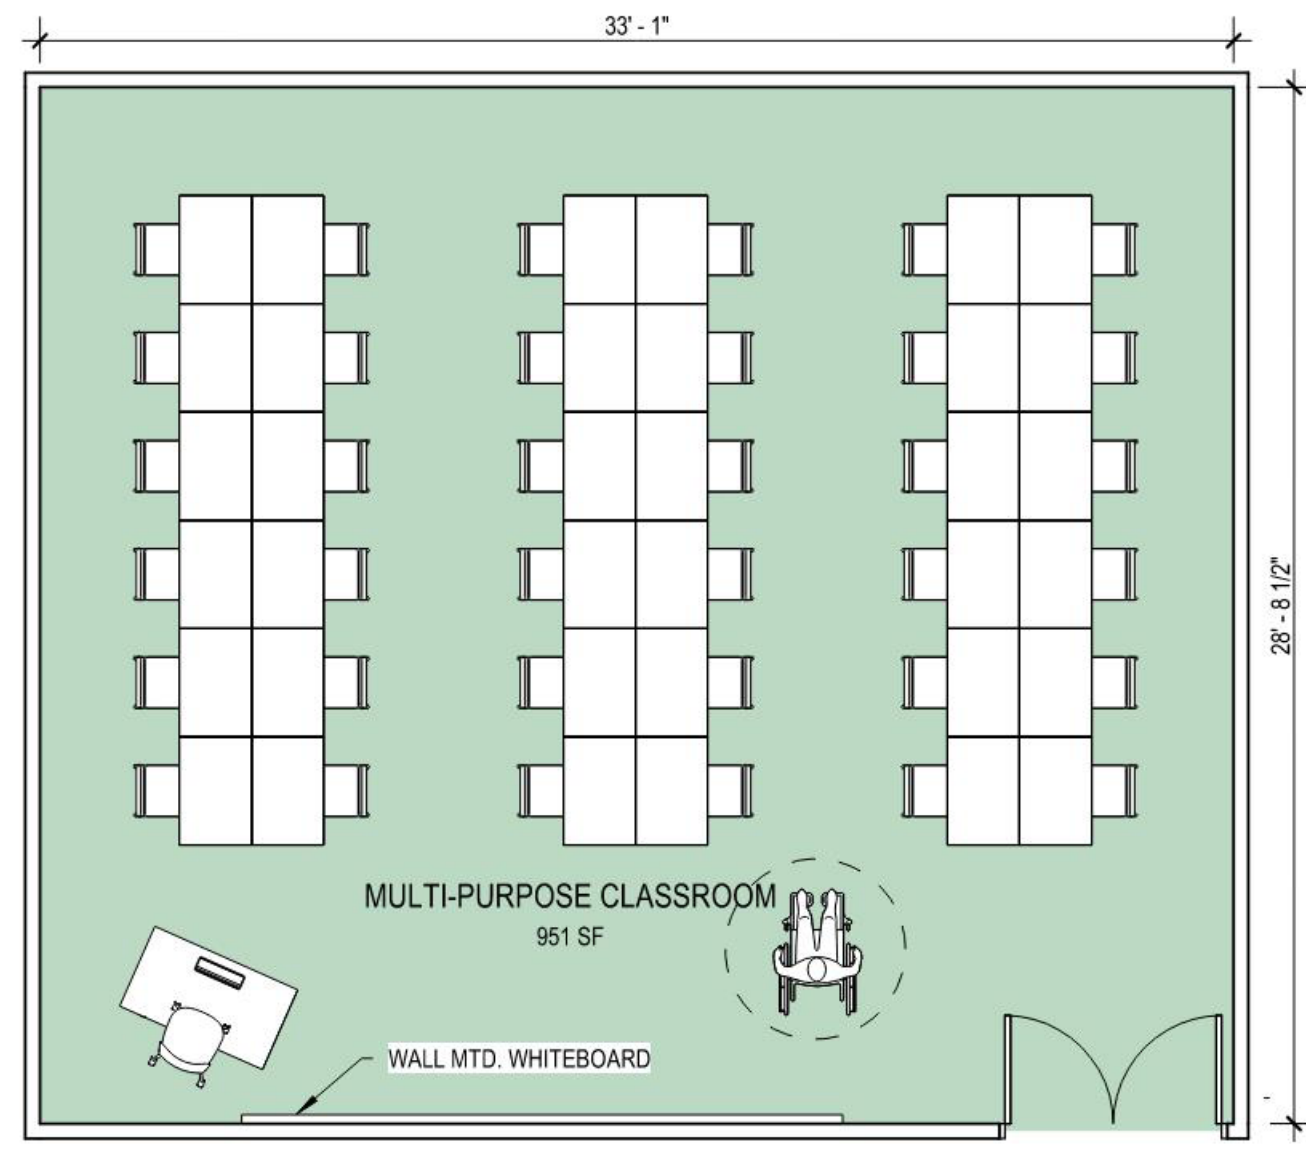 33' - 1"
28' - 8 1/2"
MULTI-PURPOSE CLASSROOM
951 SF
WALL MTD. WHITEBOARD